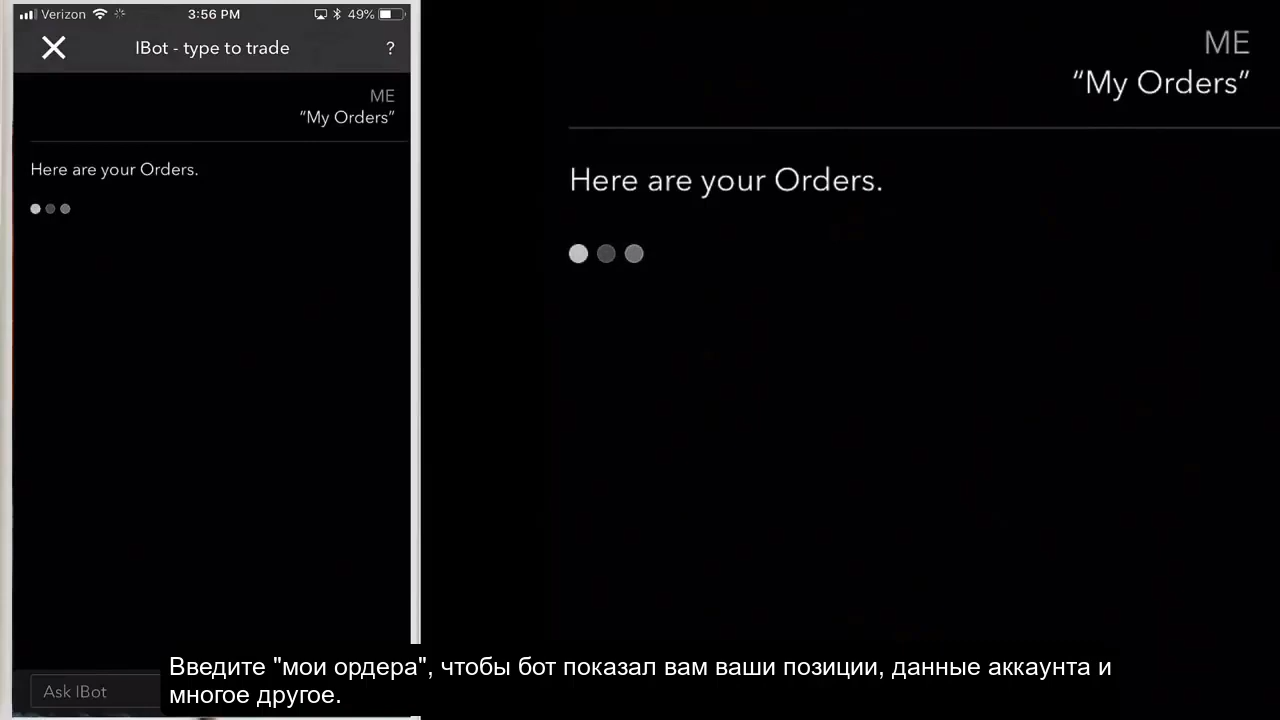 Verizon 3:56 PM 49%
IBot - type to trade ?
ME
“My Orders”
Here are your Orders.
Ask IBot
ME
“My Orders”
Here are your Orders.
Введите "мои ордера", чтобы бот показал вам ваши позиции, данные аккаунта и
многое другое.